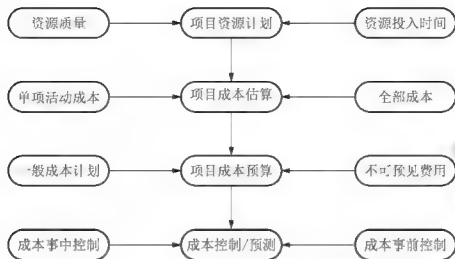 资源质量 项目资源计划 资源投入时间
单项活动成本 项目成本估算 全部成本
一般成本计划 项目成本预算 不可预见费用
成本事中控制 成本控制/预测 成本事前控制